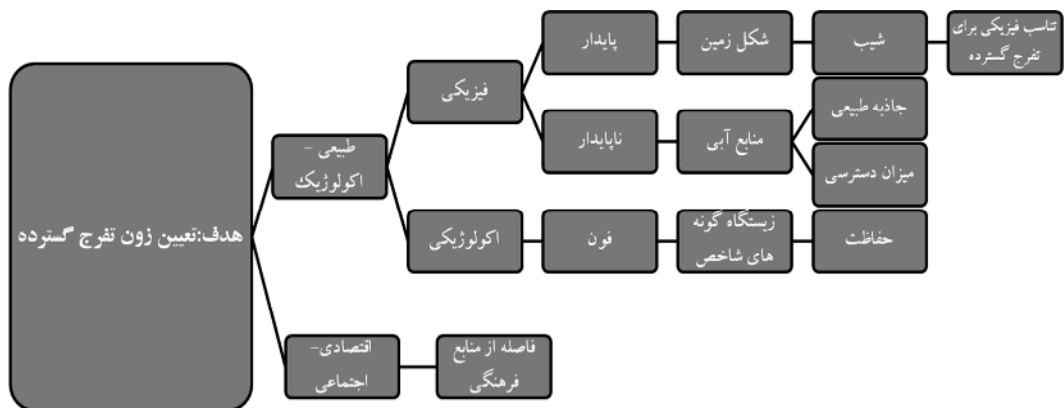 هدف:تعیین زون تفرج گسترده
طبیعی –
اکولوژیک
فیزیکی
پایدار
شکل زمین
شیب
تناسب فیزیکی برای
تفرج گسترده
ناپایدار
منابع آبی
جاذبه طبیعی
میزان دسترسی
اکولوژیکی
فون
زیستگاه گونه
های شاخص
حفاظت
اقتصادی–
اجتماعی
فاصله از منابع
فرهنگی